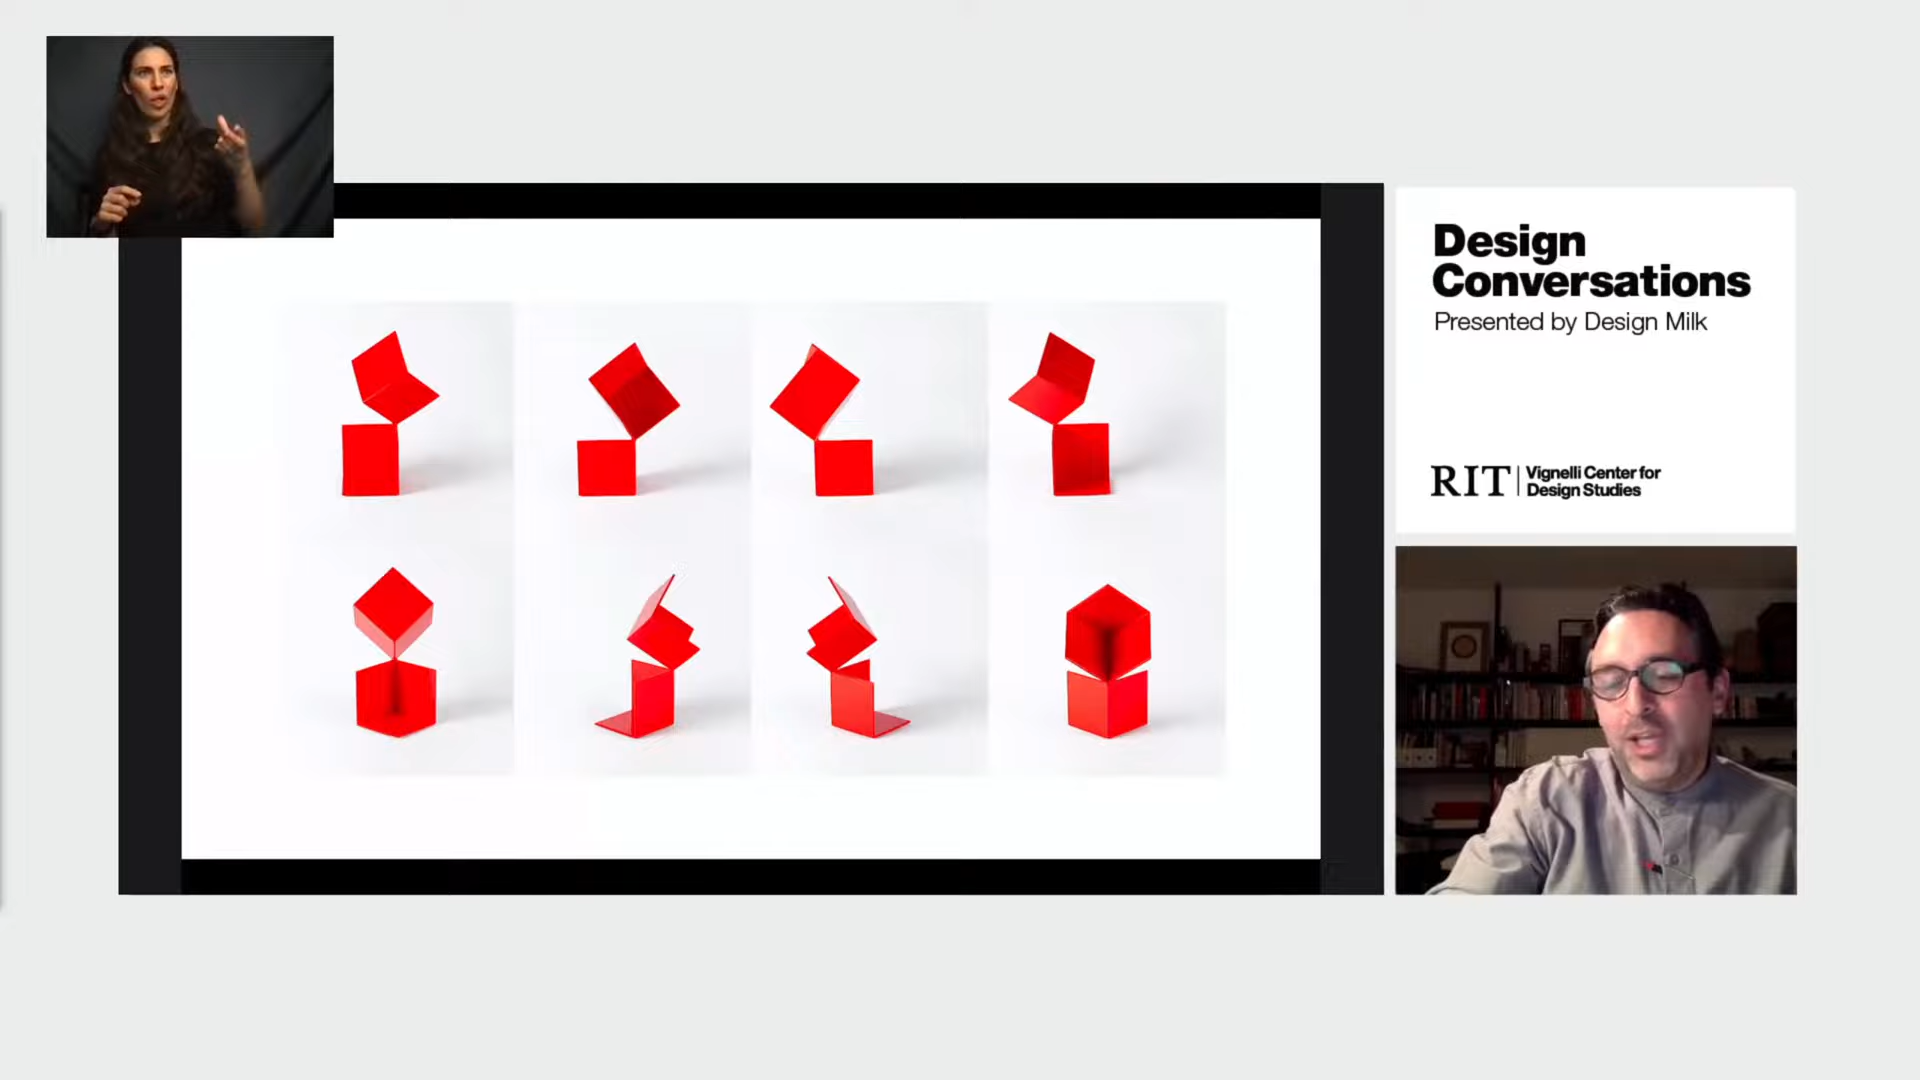 Design
Conversations
Presented by Design Milk
RIT
Vignelli Center for
Design Studies